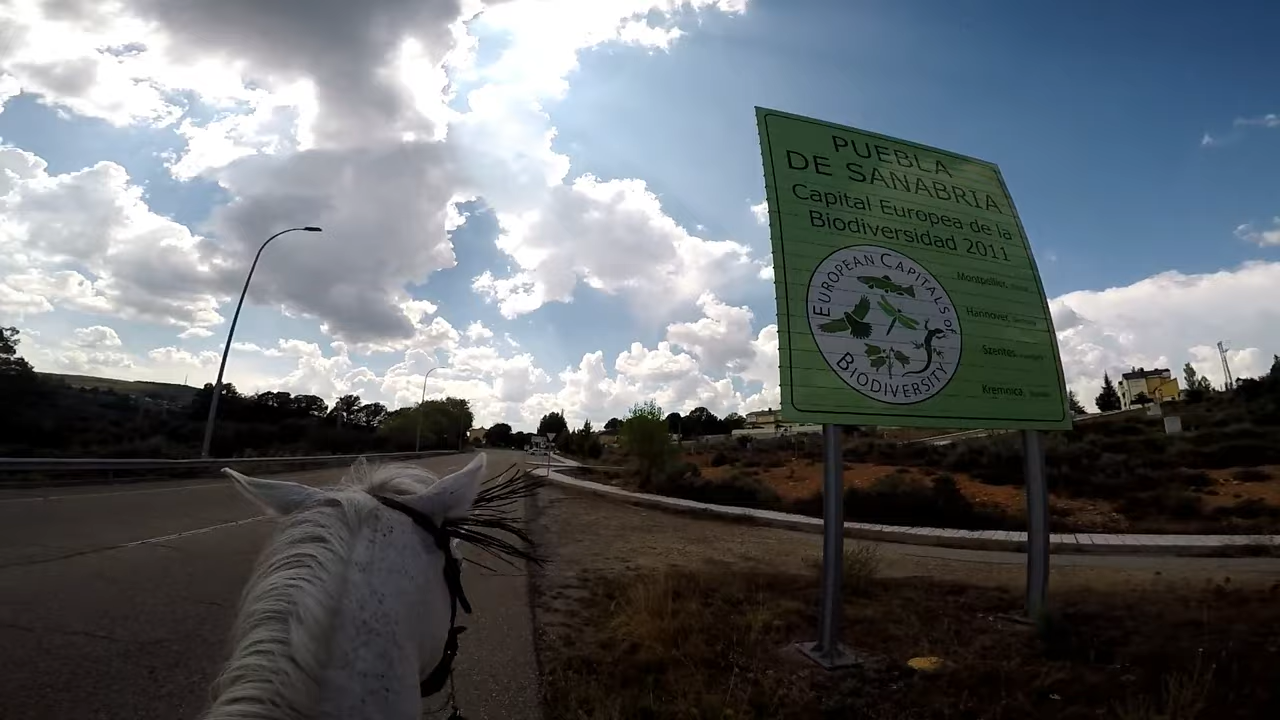 PUEBLA
DE SANABRIA
Capital Europea de la
Biodiversidad 2011
EUROPEAN CAPITALS of
BIODIVERSITY
Montpellier,
Hannover,
Szentes,
Kremnica,